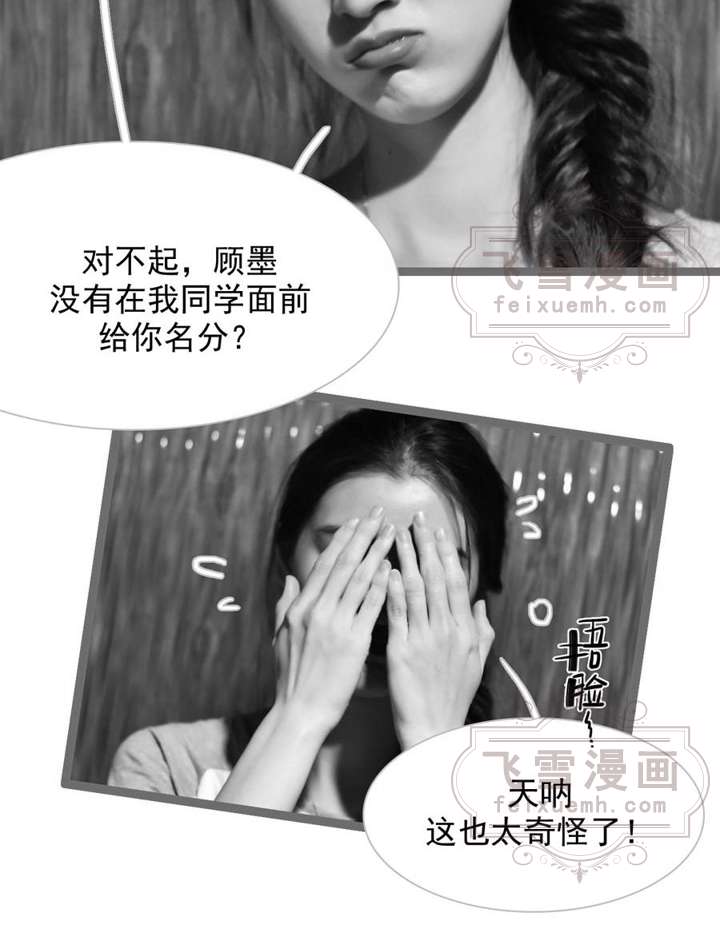 对不起，顾墨
没有在我同学面前
给你名分？
飞雪漫画
feixuemh.com
捂脸~...
天呐
这也太奇怪了！
飞雪漫画
feixuemh.com